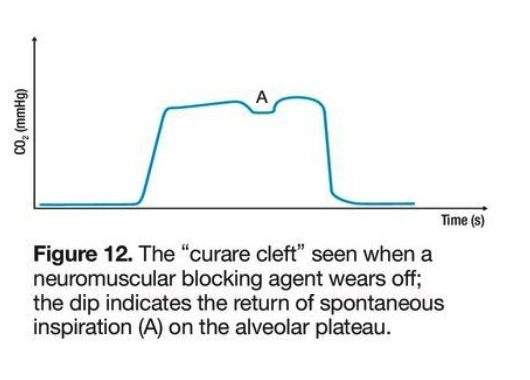 CO₂ (mmHg)
A
Time (s)
Figure 12. The “curare cleft” seen when a
neuromuscular blocking agent wears off;
the dip indicates the return of spontaneous
inspiration (A) on the alveolar plateau.